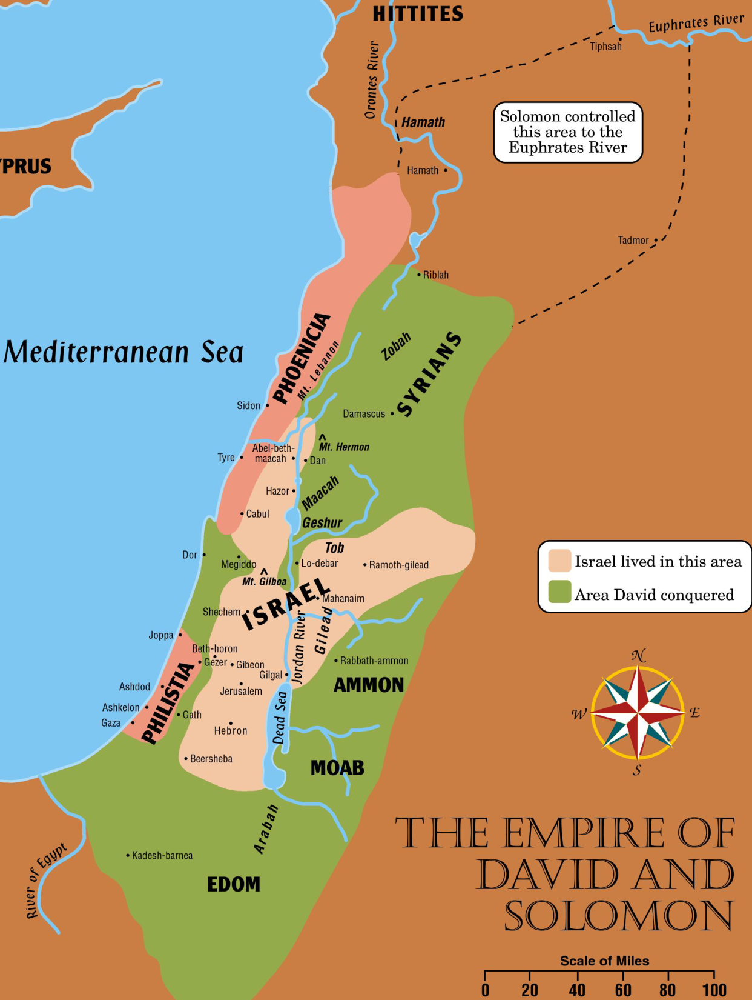 HITTITES
Euphrates River
Tiphsah
Orontes River
Solomon controlled
this area to the
Euphrates River
Hamath
YPRUS
Hamath
Tadmor
Riblah
PHOENICIA
Mt. Lebanon
Zobah
SYRIANS
Mediterranean Sea
Sidon
Damascus
Mt. Hermon
Tyre
Abel-beth-
maacah
Dan
Hazor
Maacah
Cabul
Geshur
Tob
Dor
Megiddo
Lo-debar
Ramoth-gilead
Mt. Gilboa
Israel lived in this area
Area David conquered
ISRAEL
Mahanaim
Shechem
Jordan River
Gilead
Joppa
Beth-horon
Gezer
Gibeon
Rabbath-ammon
Gilgal
AMMON
Ashdod
Jerusalem
PHILISTIA
Ashkelon
Gath
Gaza
Hebron
Dead Sea
Beersheba
MOAB
N
W
E
S
Arabah
Kadesh-barnea
River of Egypt
EDOM
THE EMPIRE OF
DAVID AND
SOLOMON
Scale of Miles
0 20 40 60 80 100